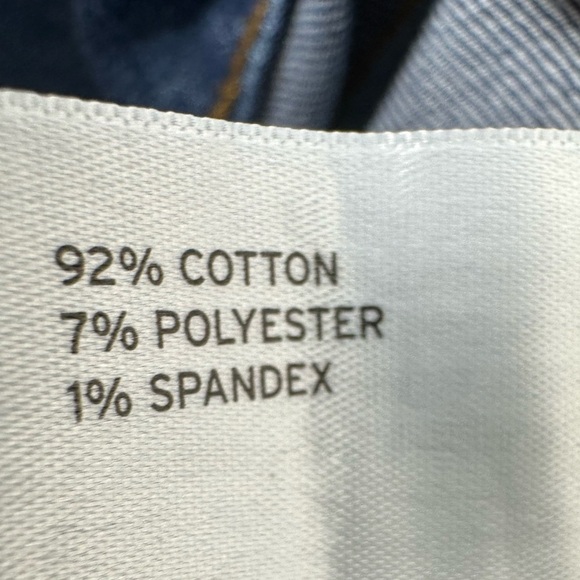 92% COTTON
7% POLYESTER
1% SPANDEX